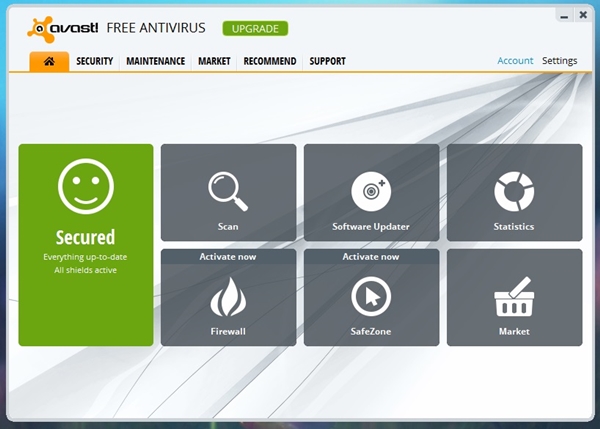 avast! FREE ANTIVIRUS UPGRADE
SECURITY MAINTENANCE MARKET RECOMMEND SUPPORT Account Settings
Secured
Everything up-to-date
All shields active
Scan
Software Updater
Statistics
Activate now
Firewall
Activate now
SafeZone
Market